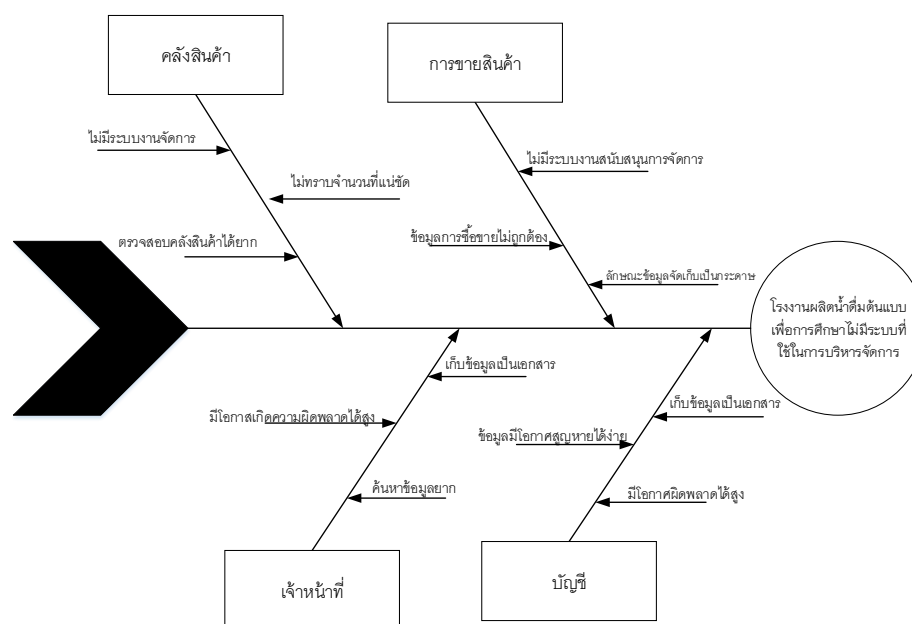 คลังสินค้า
การขายสินค้า
ไม่มีระบบงานจัดการ
ไม่ทราบจำนวนที่แน่ชัด
ตรวจสอบคลังสินค้าได้ยาก
ไม่มีระบบงานสนับสนุนการจัดการ
ข้อมูลการซื้อขายไม่ถูกต้อง
ลักษณะข้อมูลจัดเก็บเป็นกระดาษ
โรงงานผลิตน้ำดื่มต้นแบบ
เพื่อการศึกษาไม่มีระบบที่
ใช้ในการบริหารจัดการ
เก็บข้อมูลเป็นเอกสาร
มีโอกาสเกิดความผิดพลาดได้สูง
ค้นหาข้อมูลยาก
เก็บข้อมูลเป็นเอกสาร
ข้อมูลมีโอกาศสูญหายได้ง่าย
มีโอกาศผิดพลาดได้สูง
เจ้าหน้าที่
บัญชี